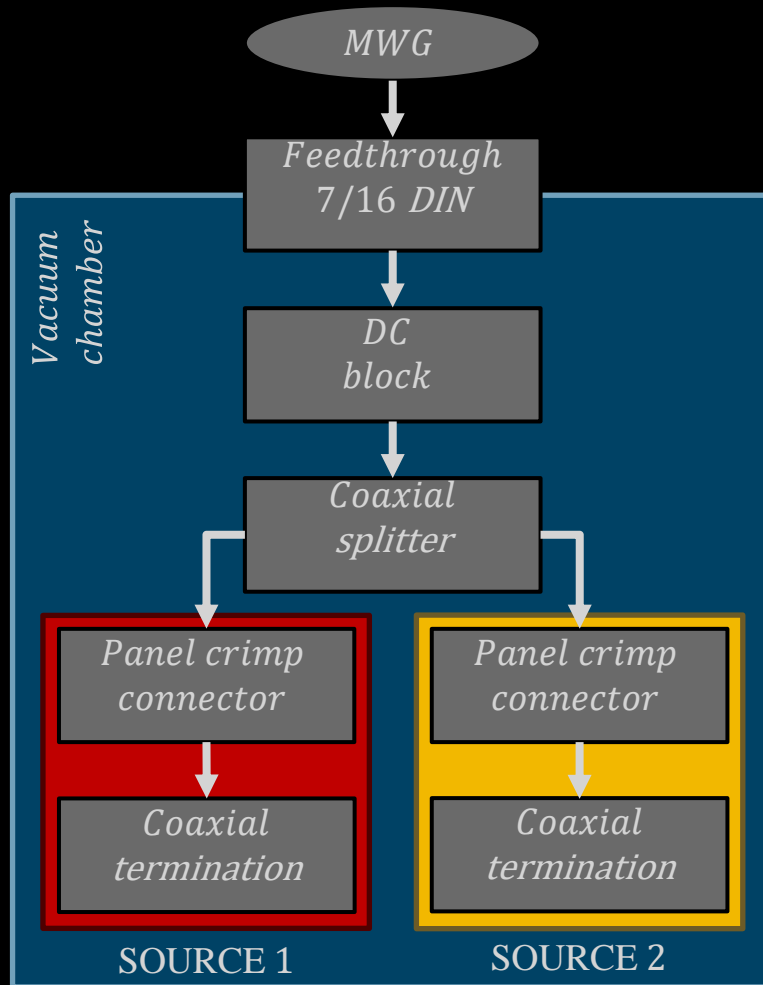 MWG
Feedthrough
7/16 DIN
Vacuum
chamber
DC
block
Coaxial
splitter
Panel crimp
connector
Coaxial
termination
SOURCE 1
Panel crimp
connector
Coaxial
termination
SOURCE 2